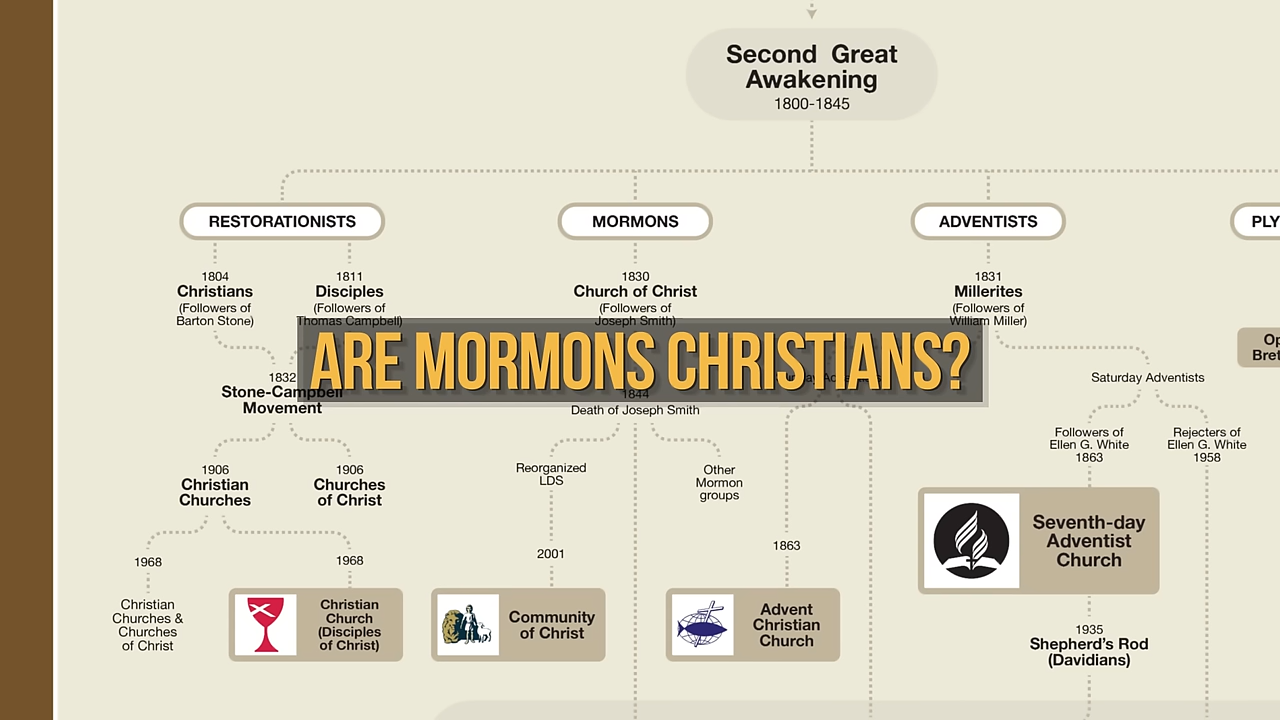 Second Great
Awakening
1800-1845
RESTORATIONISTS
MORMONS
ADVENTISTS
PLY
1804
Christians
(Followers of
Barton Stone)
1811
Disciples
(Followers of
Thomas Campbell)
1830
Church of Christ
(Followers of
Joseph Smith)
1831
Millerites
(Followers of
William Miller)
Op
Bret
ARE MORMONS CHRISTIANS?
1832
Stone-Campbell
Movement
1844
Death of Joseph Smith
Saturday Adventists
Followers of
Ellen G. White
1863
Rejecters of
Ellen G. White
1958
1906
Christian
Churches
1906
Churches
of Christ
Reorganized
LDS
Other
Mormon
groups
1968
Christian
Churches &
Churches
of Christ
1968
Christian
Church
(Disciples
of Christ)
2001
Community
of Christ
1863
Advent
Christian
Church
Seventh-day
Adventist
Church
1935
Shepherd's Rod
(Davidians)